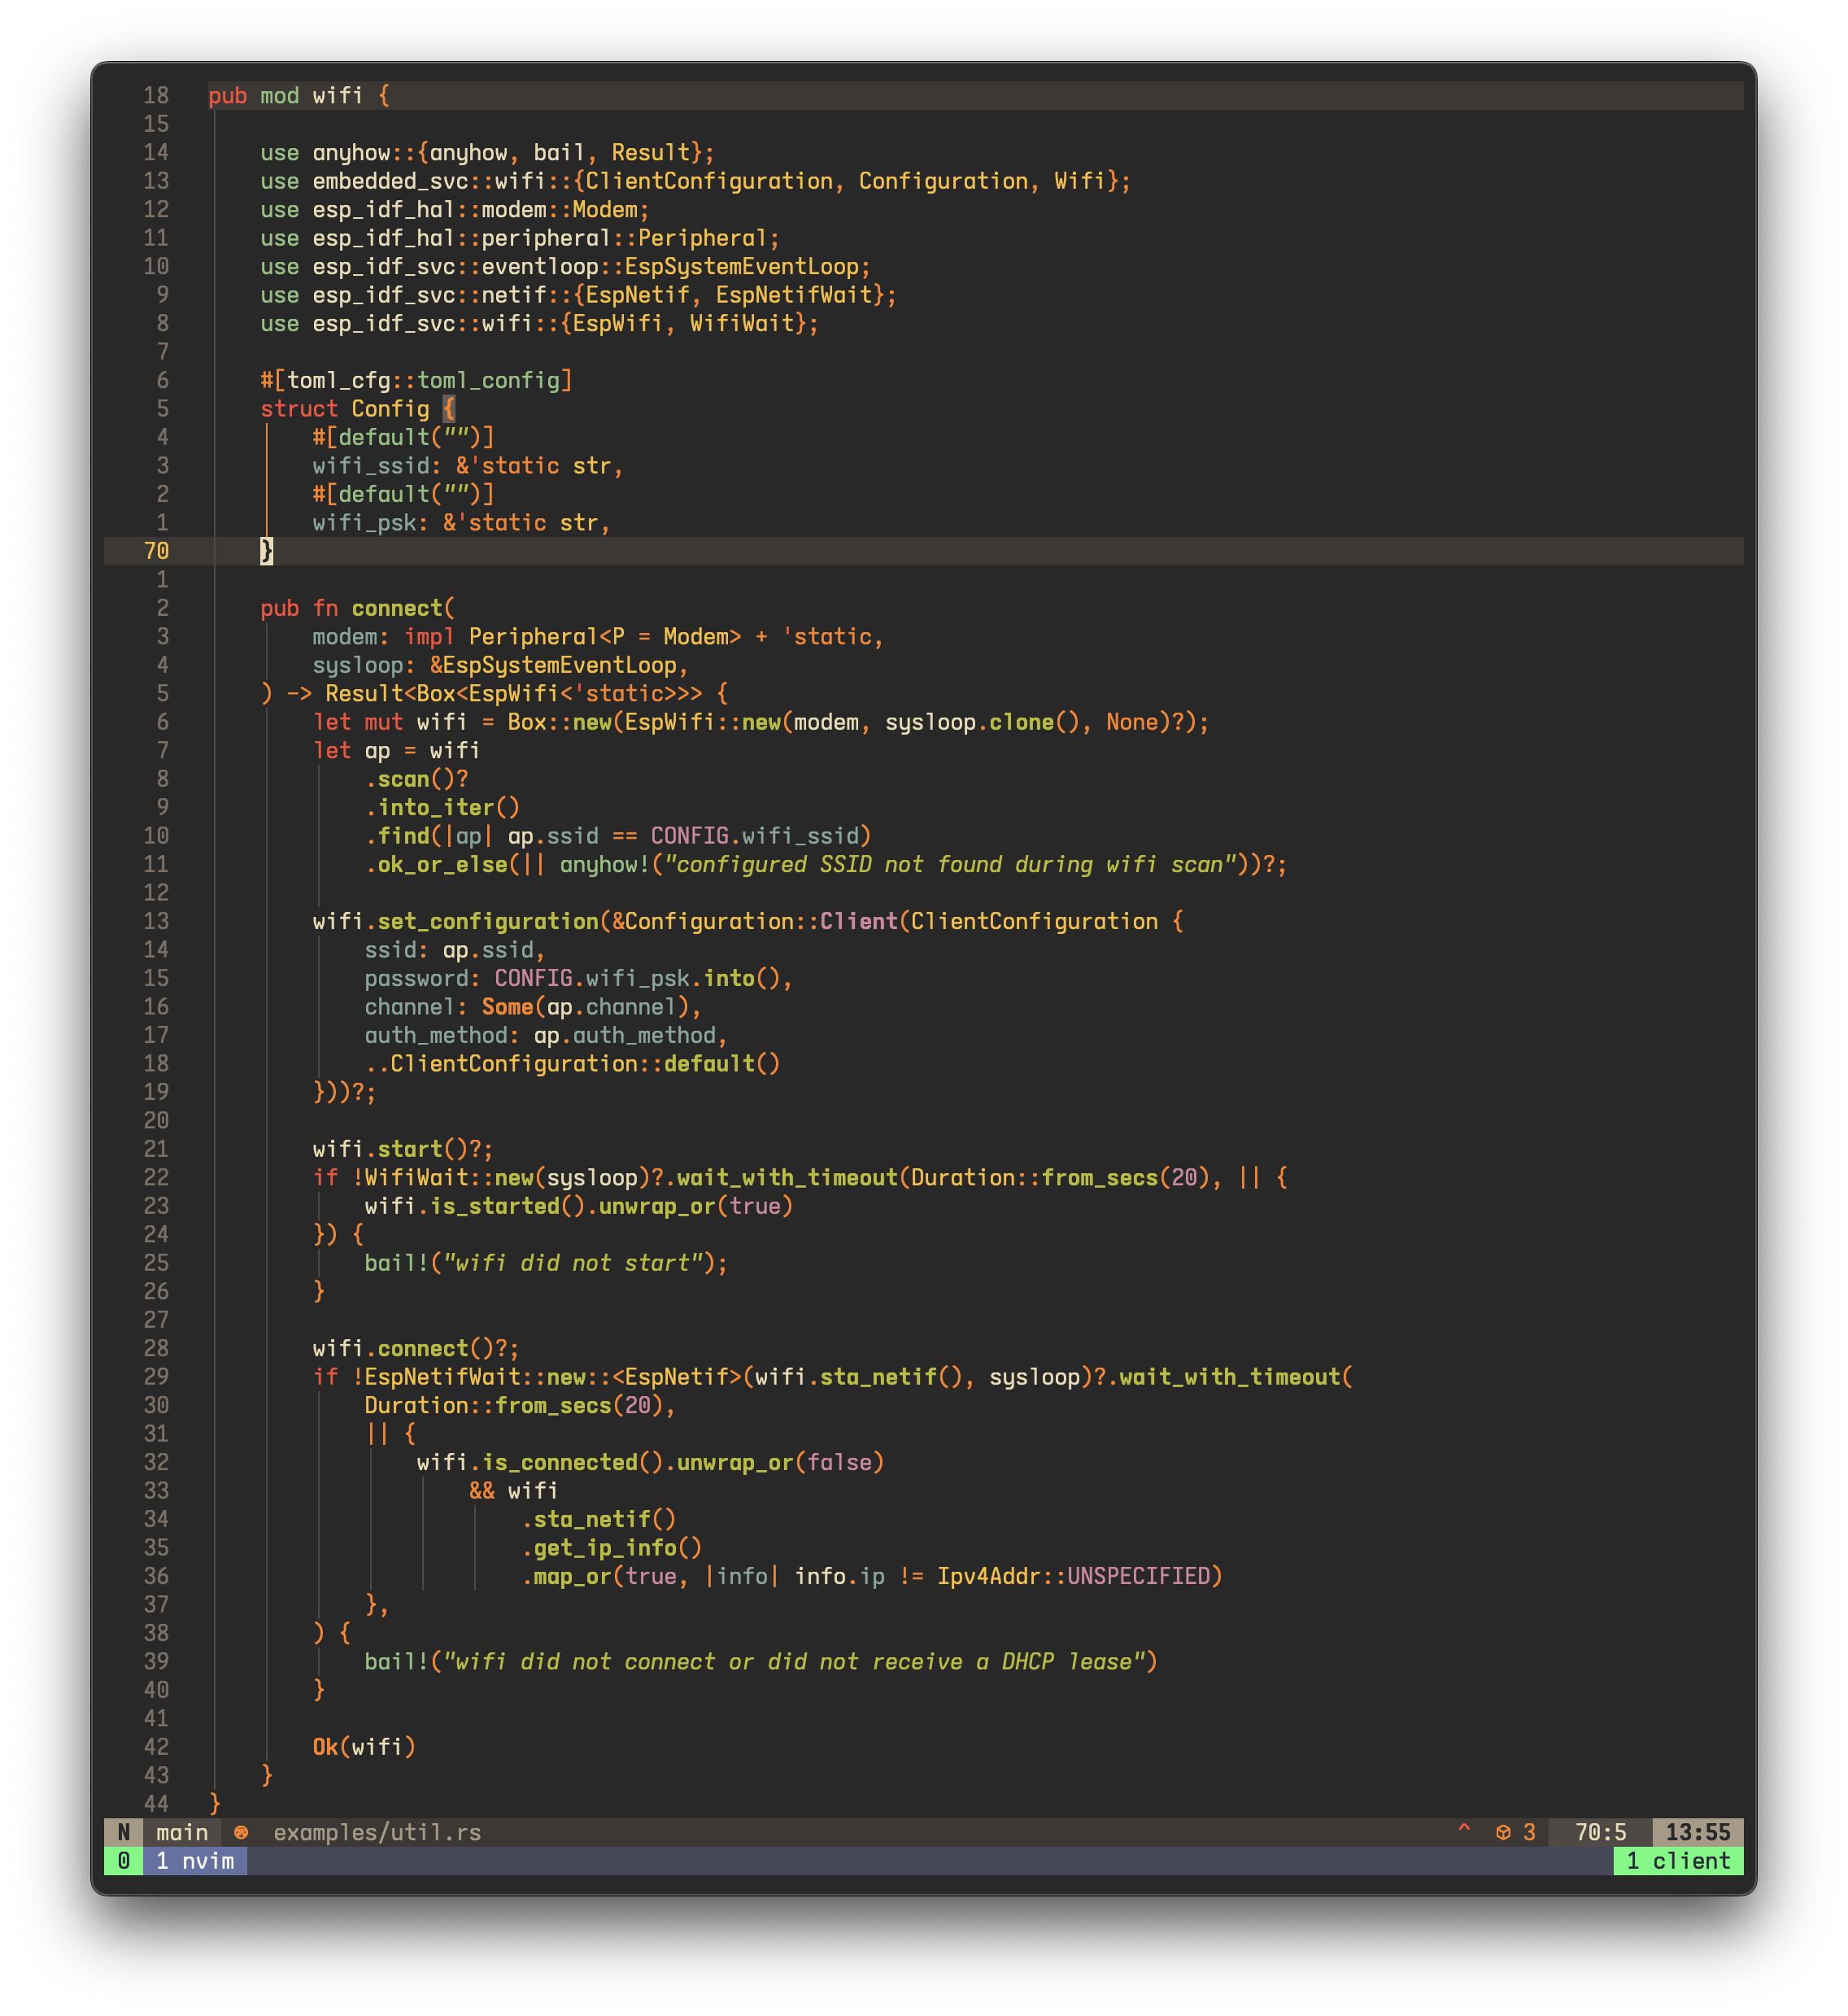 18 pub mod wifi {
15
14     use anyhow::{anyhow, bail, Result};
13     use embedded_svc::wifi::{ClientConfiguration, Configuration, Wifi};
12     use esp_idf_hal::modem::Modem;
11     use esp_idf_hal::peripheral::Peripheral;
10     use esp_idf_svc::eventloop::EspSystemEventLoop;
9     use esp_idf_svc::netif::{EspNetif, EspNetifWait};
8     use esp_idf_svc::wifi::{EspWifi, WifiWait};
7
6     #[toml_cfg::toml_config]
5     struct Config {
4         #[default("")]
3         wifi_ssid: &'static str,
2         #[default("")]
1         wifi_psk: &'static str,
70     }
1
2     pub fn connect(
3         modem: impl Peripheral<P = Modem> + 'static,
4         sysloop: &EspSystemEventLoop,
5     ) -> Result<Box<EspWifi<'static>>> {
6         let mut wifi = Box::new(EspWifi::new(modem, sysloop.clone(), None)?);
7         let ap = wifi
8             .scan()?
9             .into_iter()
10             .find(|ap| ap.ssid == CONFIG.wifi_ssid)
11             .ok_or_else(|| anyhow!("configured SSID not found during wifi scan"))?;
12
13         wifi.set_configuration(&Configuration::Client(ClientConfiguration {
14             ssid: ap.ssid,
15             password: CONFIG.wifi_psk.into(),
16             channel: Some(ap.channel),
17             auth_method: ap.auth_method,
18             ..ClientConfiguration::default()
19         }))?;
20
21         wifi.start()?;
22         if !WifiWait::new(sysloop)?.wait_with_timeout(Duration::from_secs(20), || {
23             wifi.is_started().unwrap_or(true)
24         }) {
25             bail!("wifi did not start");
26         }
27
28         wifi.connect()?;
29         if !EspNetifWait::new::<EspNetif>(wifi.sta_netif(), sysloop)?.wait_with_timeout(
30             Duration::from_secs(20),
31             || {
32                 wifi.is_connected().unwrap_or(false)
33                     && wifi
34                         .sta_netif()
35                         .get_ip_info()
36                         .map_or(true, |info| info.ip != Ipv4Addr::UNSPECIFIED)
37             },
38         ) {
39             bail!("wifi did not connect or did not receive a DHCP lease")
40         }
41
42         Ok(wifi)
43     }
44 }
N main examples/util.rs ^ 3 70:5 13:55
0 1 nvim 1 client